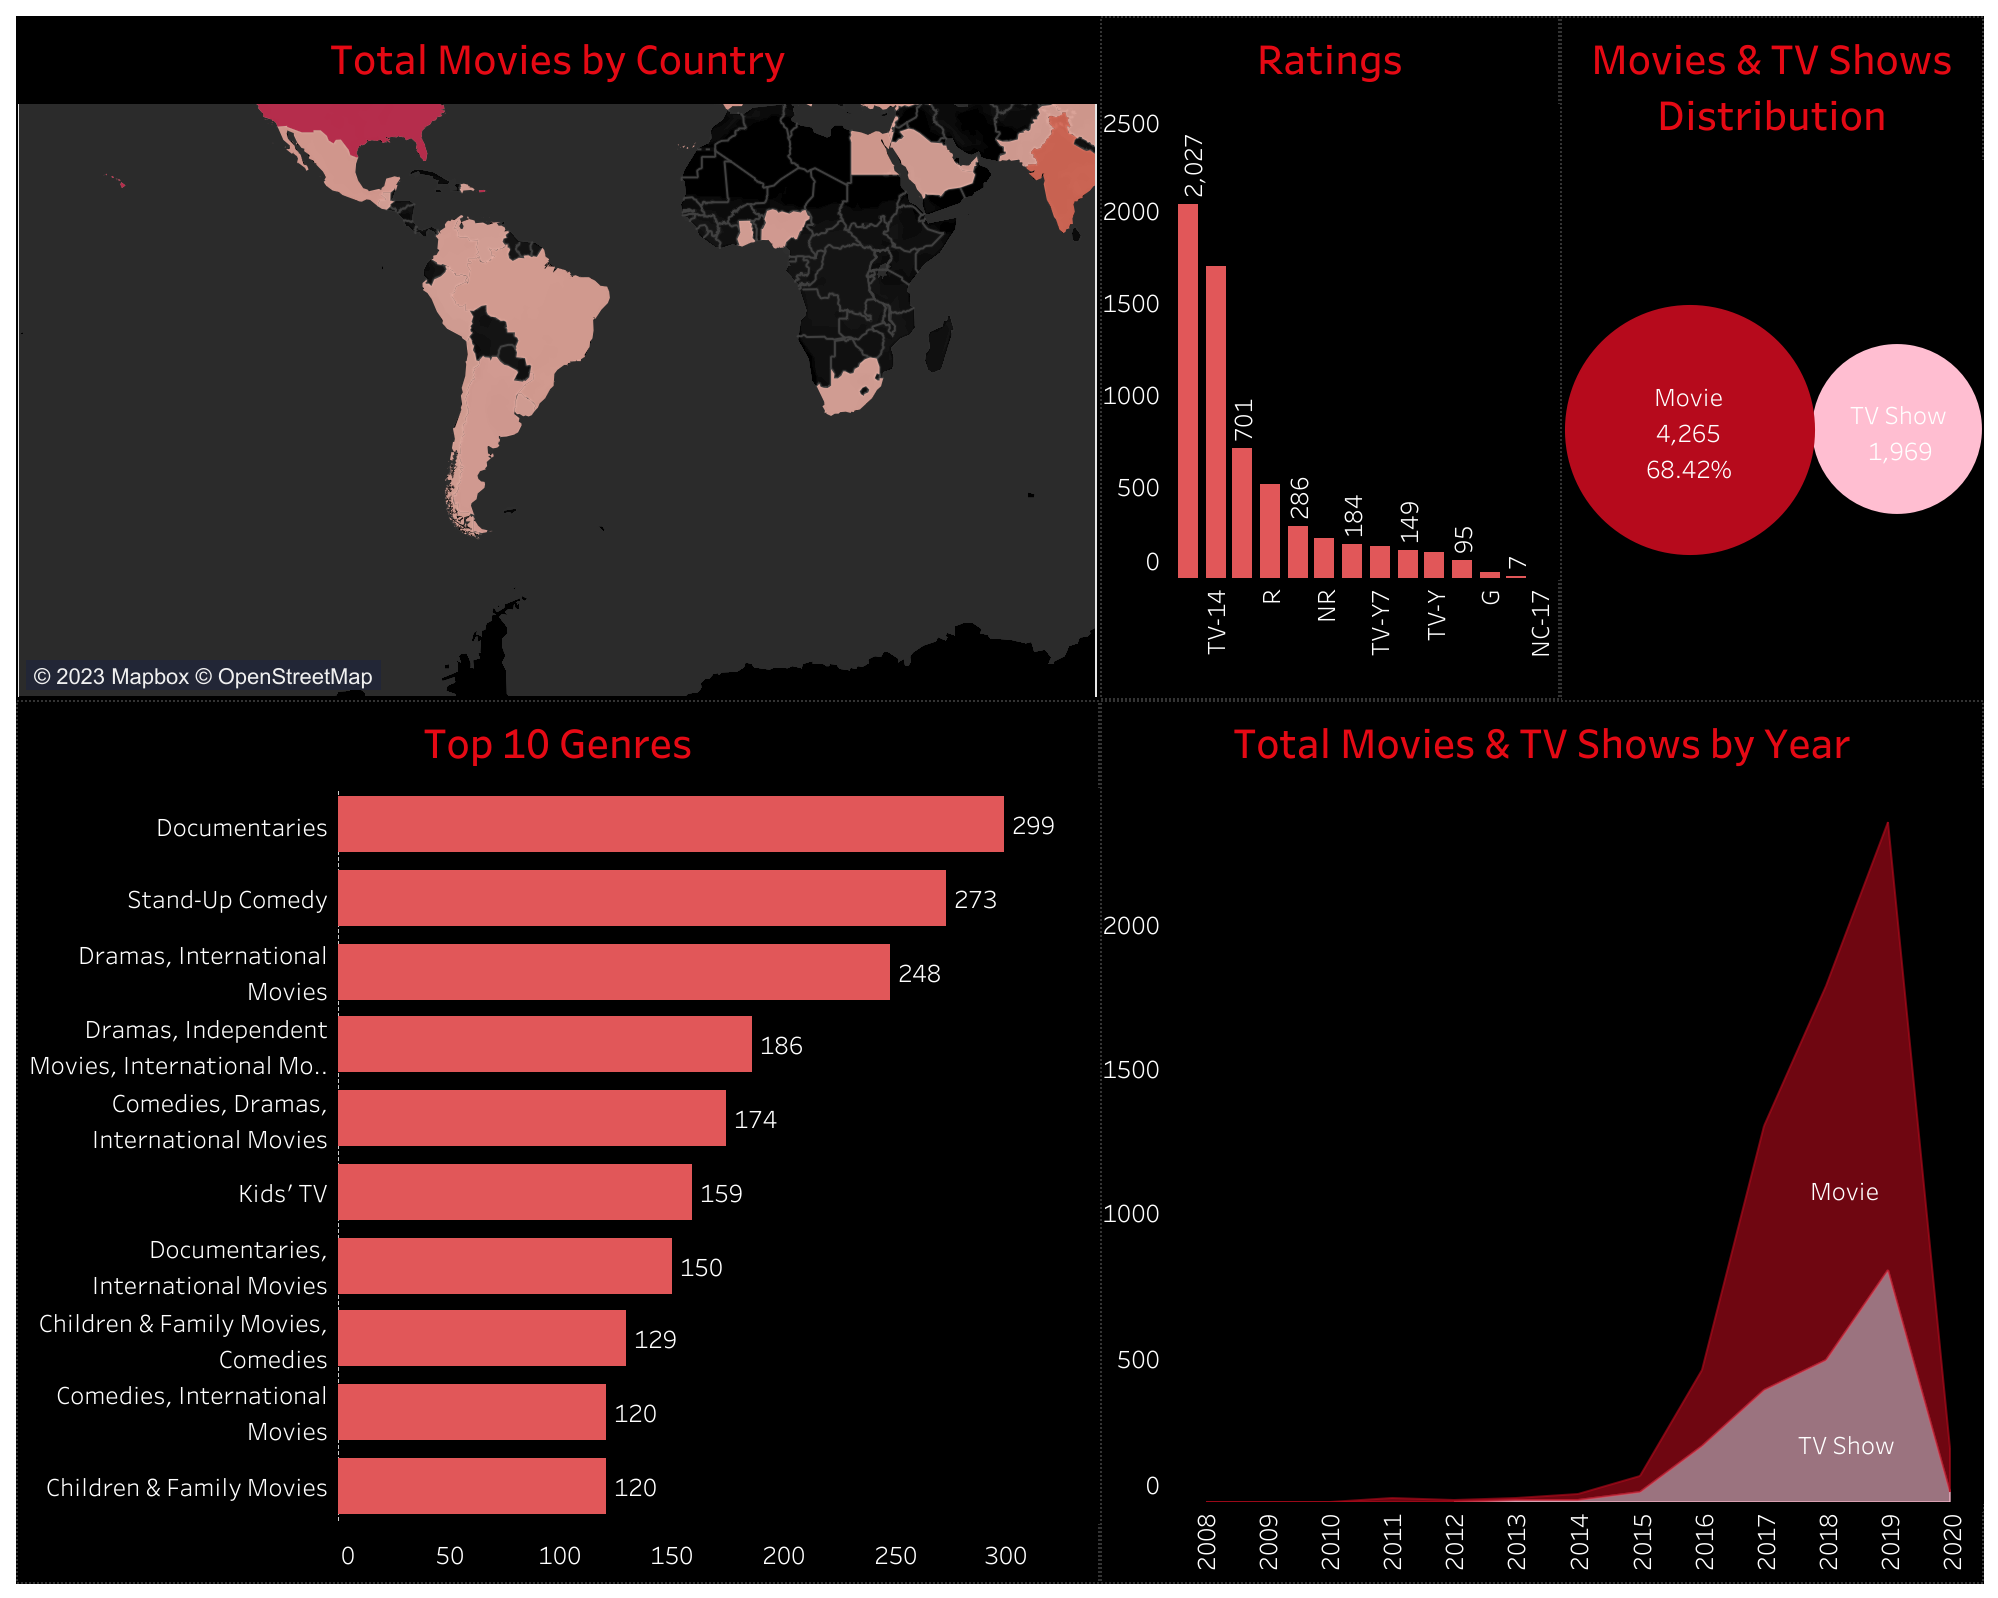 Total Movies by Country
© 2023 Mapbox © OpenStreetMap
Ratings
2500
2000
1500
1000
500
0
2,027
701
286
184
149
95
7
TV-14
R
NR
TV-Y7
TV-Y
G
NC-17
Movies & TV Shows
Distribution
Movie
4,265
68.42%
TV Show
1,969
Top 10 Genres
Documentaries
299
Stand-Up Comedy
273
Dramas, International
Movies
248
Dramas, Independent
Movies, International Mo..
186
Comedies, Dramas,
International Movies
174
Kids’ TV
159
Documentaries,
International Movies
150
Children & Family Movies,
Comedies
129
Comedies, International
Movies
120
Children & Family Movies
120
0 50 100 150 200 250 300
Total Movies & TV Shows by Year
2000
1500
1000
500
0
Movie
TV Show
2008 2009 2010 2011 2012 2013 2014 2015 2016 2017 2018 2019 2020